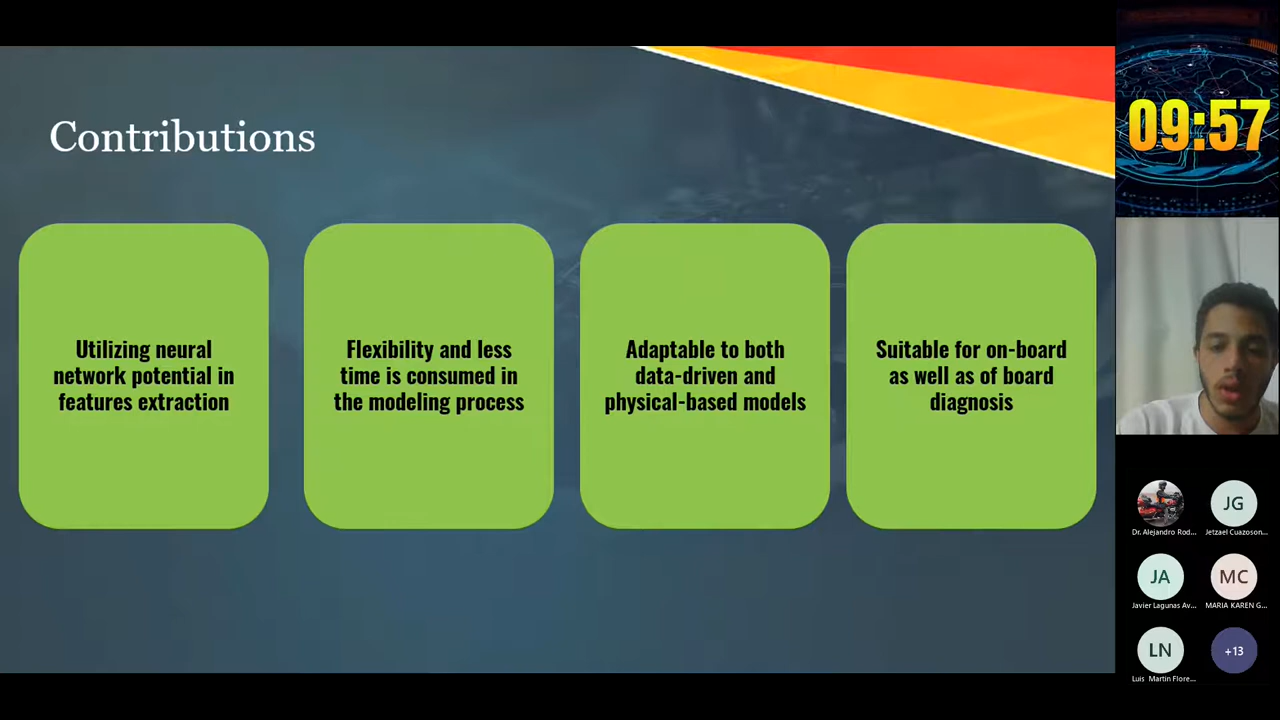 Contributions
Utilizing neural
network potential in
features extraction
Flexibility and less
time is consumed in
the modeling process
Adaptable to both
data-driven and
physical-based models
Suitable for on-board
as well as of board
diagnosis
09:57
Dr. Alejandro Rod...
JG
Jetzael Cuazoson...
JA
Javier Lagunas Av...
MC
MARIA KAREN G...
LN
Luis Martin Flore...
+13